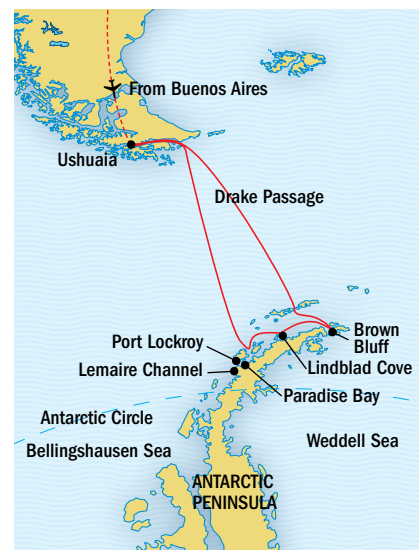 From Buenos Aires
Ushuaia
Drake Passage
Brown
Bluff
Port Lockroy
Lindblad Cove
Lemaire Channel
Paradise Bay
Antarctic Circle
Weddell Sea
Bellingshausen Sea
ANTARCTIC
PENINSULA